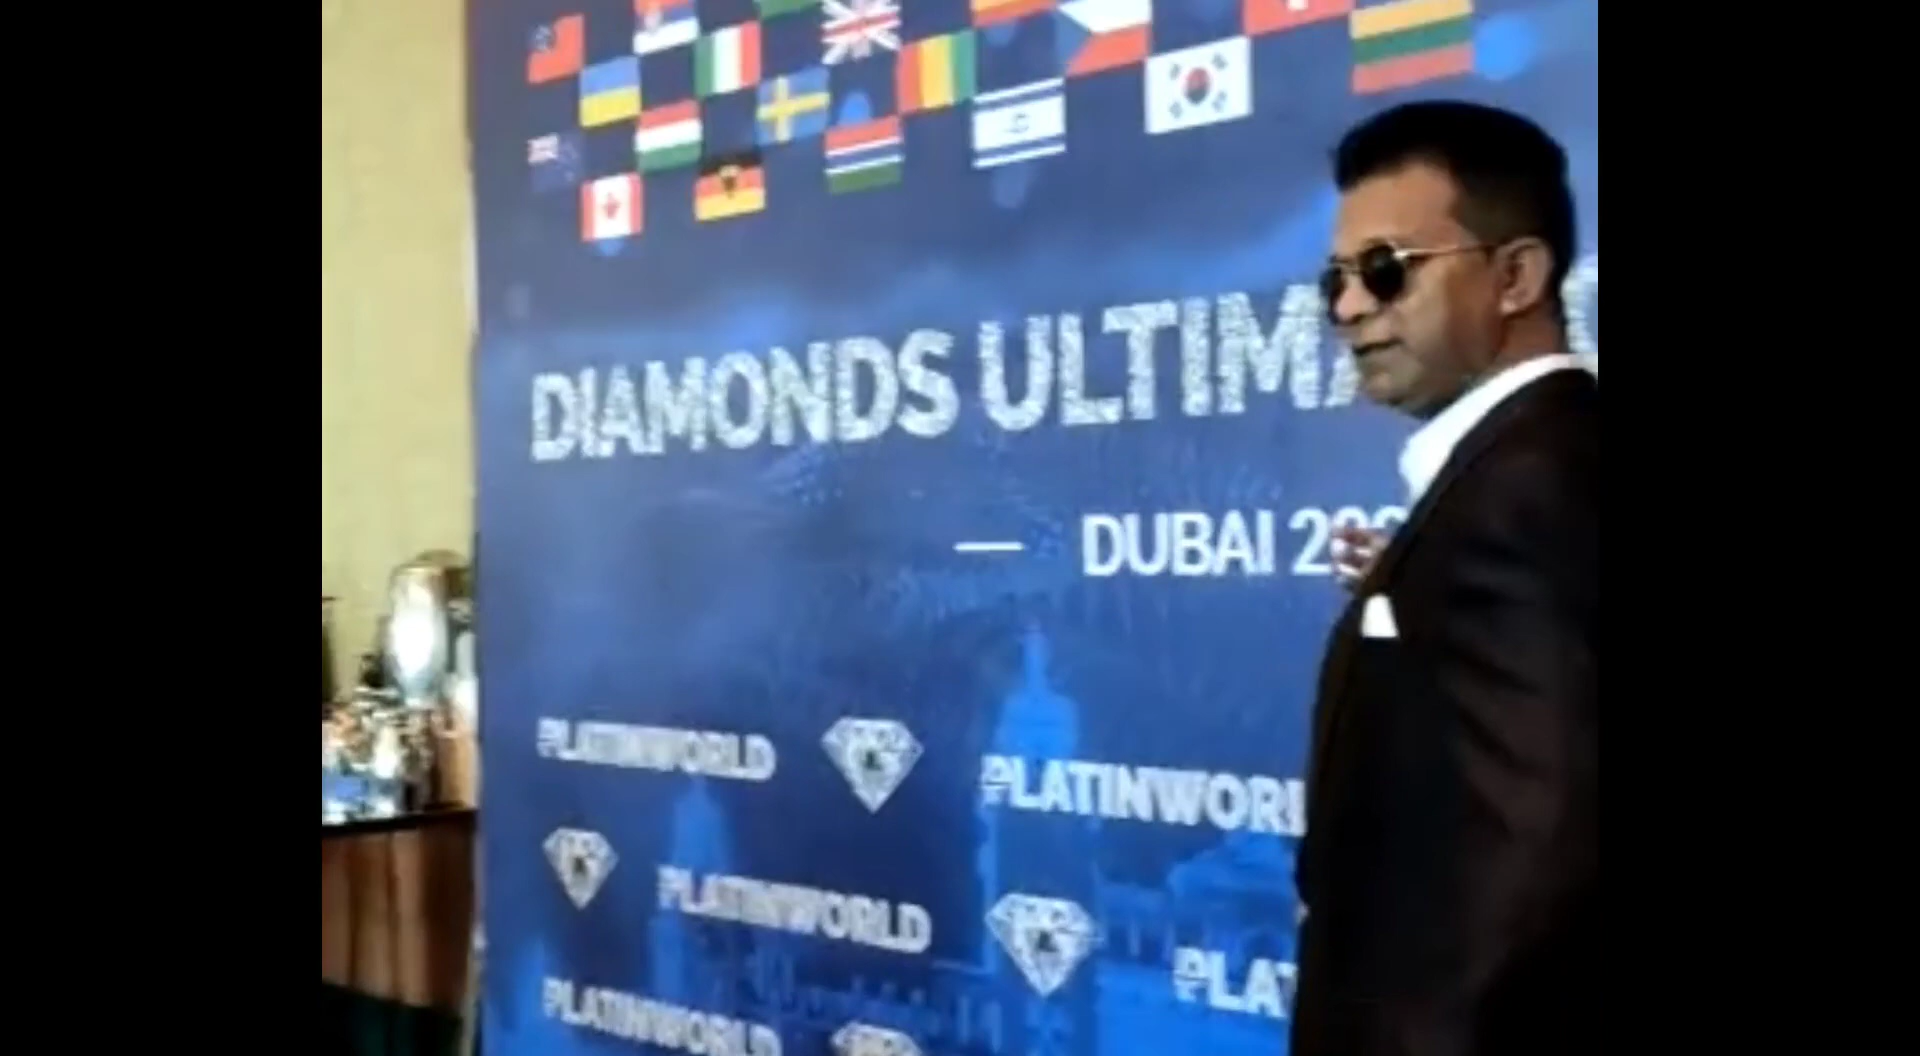 DIAMONDS ULTIMA
— DUBAI 20
PLATINWORLD
PLATINWORL
PLATINWORLD
PLAT
PLATINWORLD